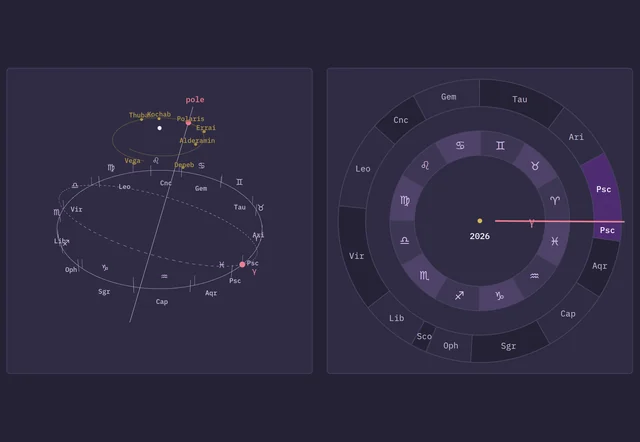 pole
Thuban
Kochab
Polaris
Errai
Alderamin
Vega
♌
Deneb
♋
♍
♎
Leo
Cnc
Gem
♊
Vir
Tau
♉
♏
Lib
♐
Ari
Oph
♑
♒
♓
Psc
Psc
♈
Sgr
Cap
Aqr
Gem
Tau
Cnc
Ari
♋
♊
Leo
♌
♉
Psc
♍
♈
♈
2026
Psc
♎
♓
Vir
Aqr
♏
♒
♐
♑
Lib
Cap
Sco
Oph
Sgr